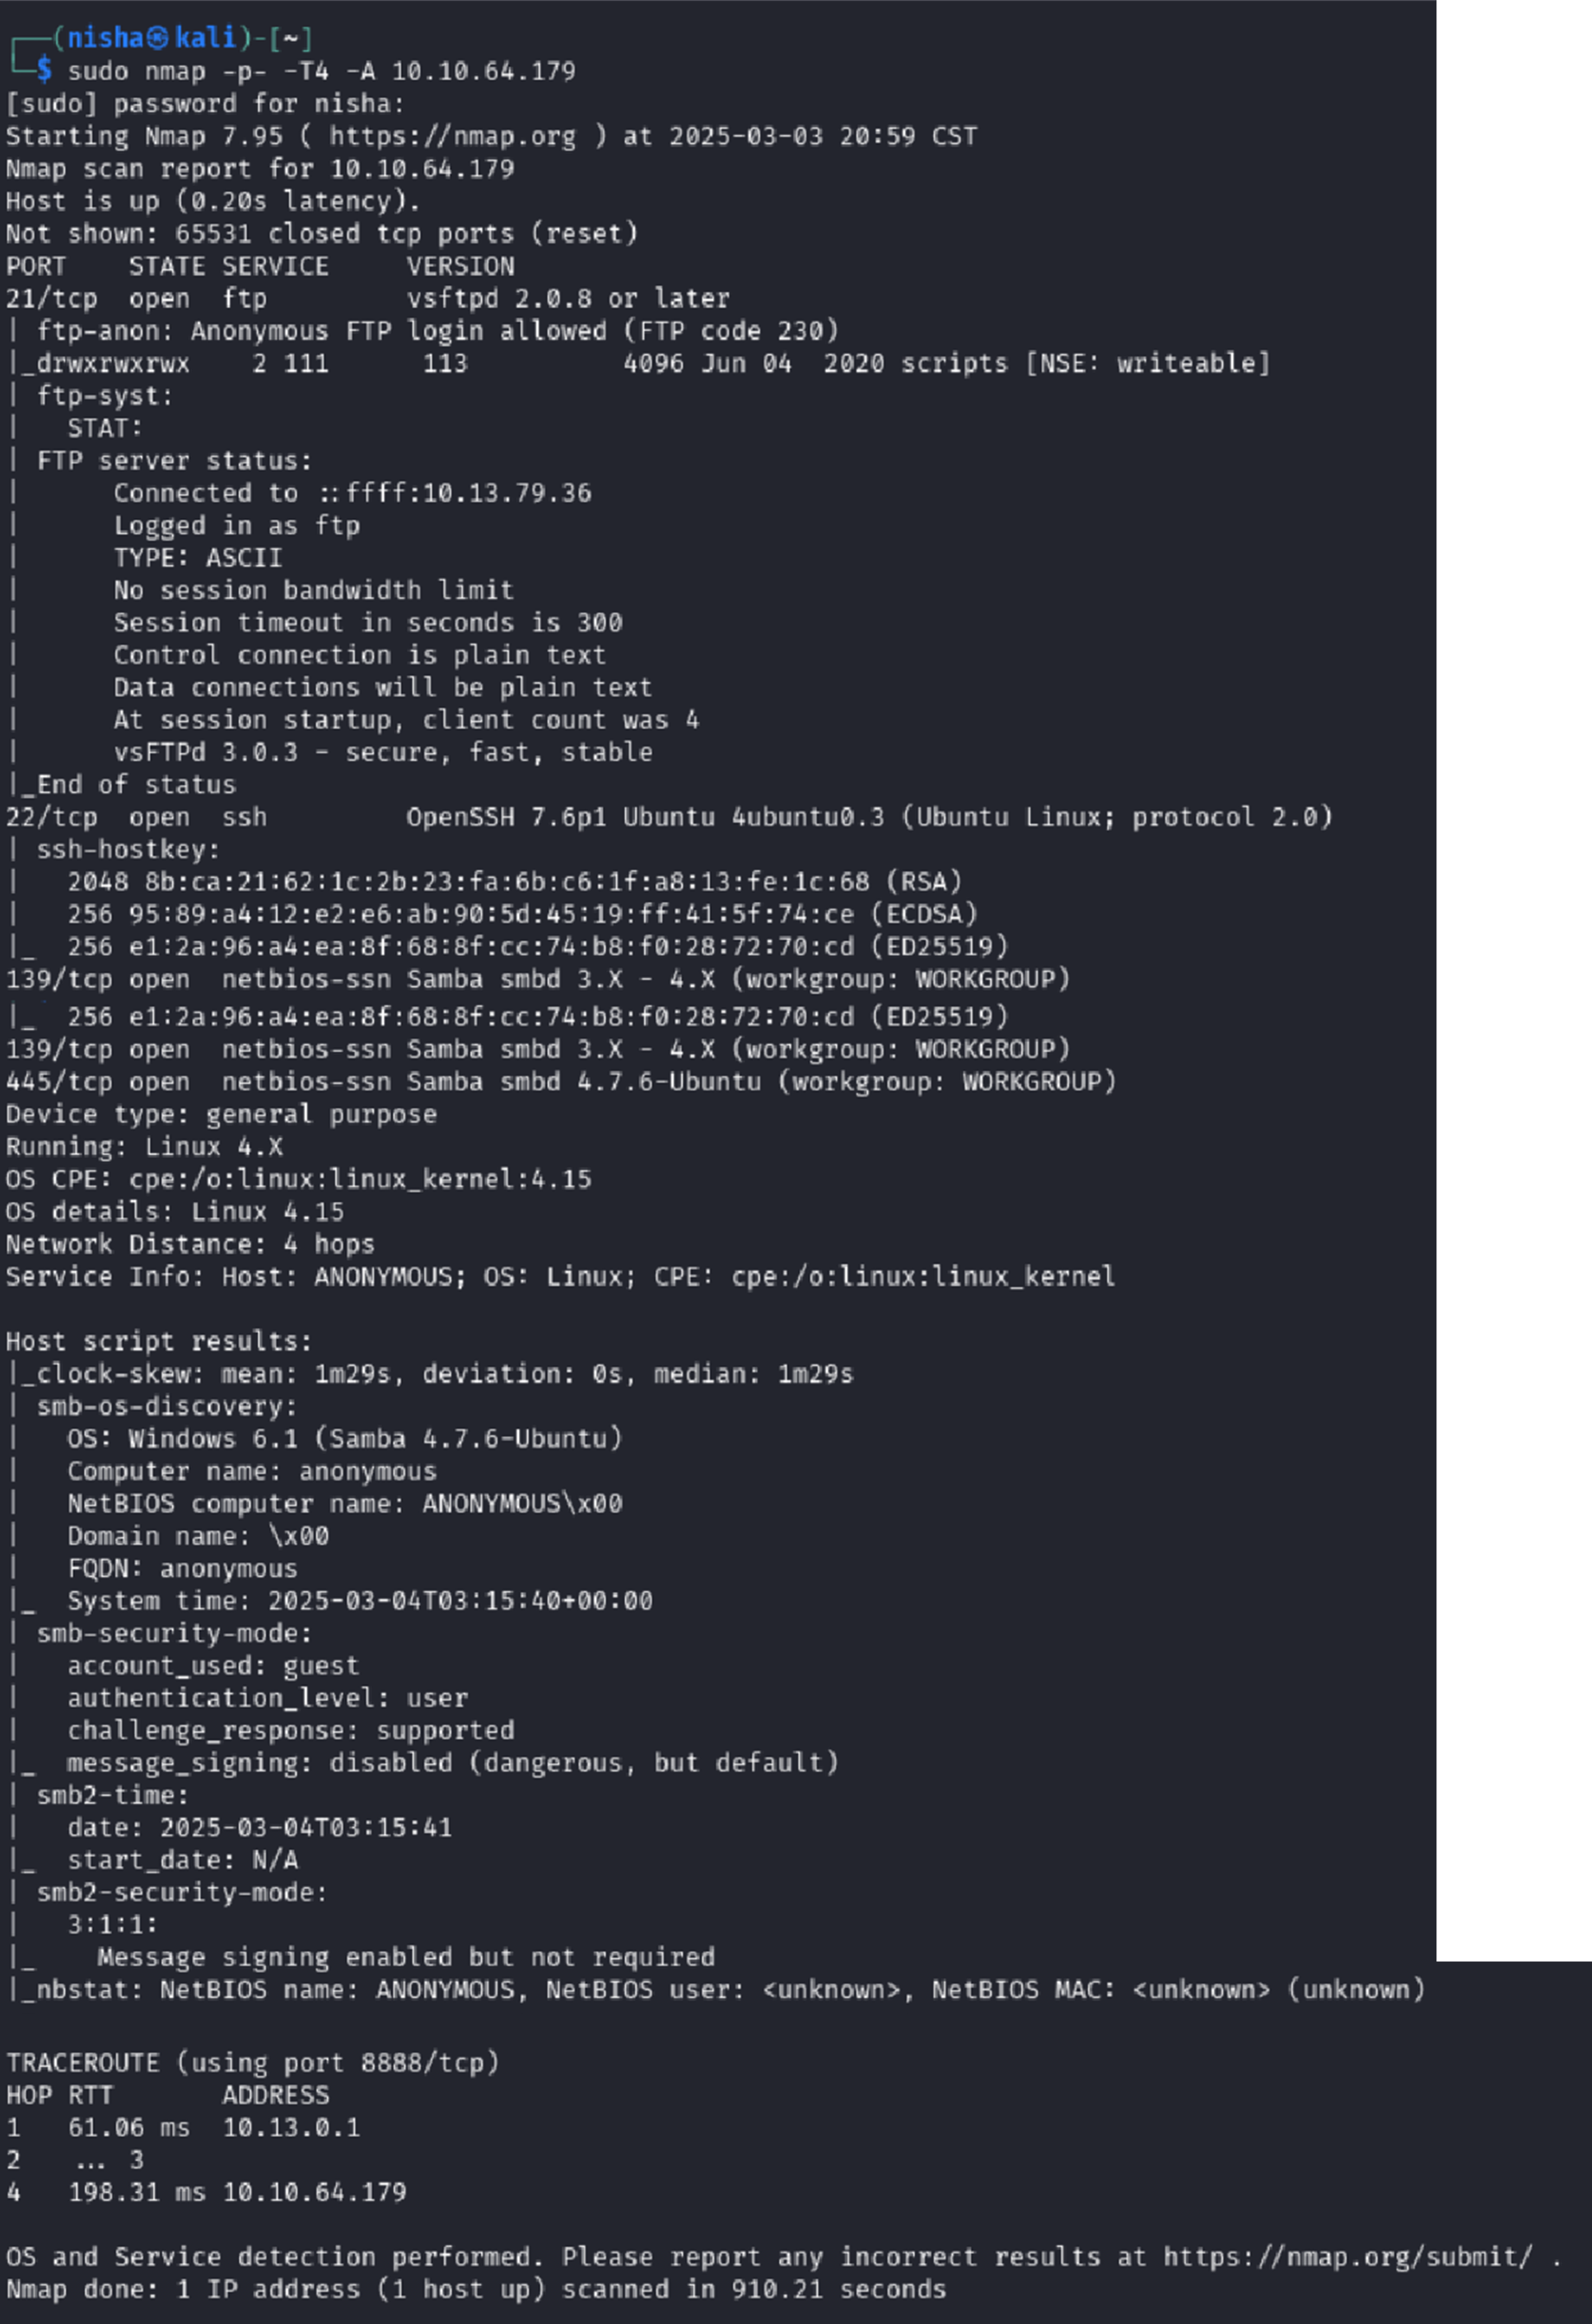 ┌──(nisha㉿kali)-[~]
└─$ sudo nmap -p- -T4 -A 10.10.64.179
[sudo] password for nisha:
Starting Nmap 7.95 ( https://nmap.org ) at 2025-03-03 20:59 CST
Nmap scan report for 10.10.64.179
Host is up (0.20s latency).
Not shown: 65531 closed tcp ports (reset)
PORT    STATE SERVICE     VERSION
21/tcp  open  ftp         vsftpd 2.0.8 or later
| ftp-anon: Anonymous FTP login allowed (FTP code 230)
|_drwxrwxrwx    2 111      113          4096 Jun 04  2020 scripts [NSE: writeable]
| ftp-syst:
|   STAT:
| FTP server status:
|      Connected to ::ffff:10.13.79.36
|      Logged in as ftp
|      TYPE: ASCII
|      No session bandwidth limit
|      Session timeout in seconds is 300
|      Control connection is plain text
|      Data connections will be plain text
|      At session startup, client count was 4
|      vsFTPd 3.0.3 - secure, fast, stable
|_End of status
22/tcp  open  ssh         OpenSSH 7.6p1 Ubuntu 4ubuntu0.3 (Ubuntu Linux; protocol 2.0)
| ssh-hostkey:
|   2048 8b:ca:21:62:1c:2b:23:fa:6b:c6:1f:a8:13:fe:1c:68 (RSA)
|   256 95:89:a4:12:e2:e6:ab:90:5d:45:19:ff:41:5f:74:ce (ECDSA)
|_  256 e1:2a:96:a4:ea:8f:68:8f:cc:74:b8:f0:28:72:70:cd (ED25519)
139/tcp open  netbios-ssn Samba smbd 3.X - 4.X (workgroup: WORKGROUP)
|_  256 e1:2a:96:a4:ea:8f:68:8f:cc:74:b8:f0:28:72:70:cd (ED25519)
139/tcp open  netbios-ssn Samba smbd 3.X - 4.X (workgroup: WORKGROUP)
445/tcp open  netbios-ssn Samba smbd 4.7.6-Ubuntu (workgroup: WORKGROUP)
Device type: general purpose
Running: Linux 4.X
OS CPE: cpe:/o:linux:linux_kernel:4.15
OS details: Linux 4.15
Network Distance: 4 hops
Service Info: Host: ANONYMOUS; OS: Linux; CPE: cpe:/o:linux:linux_kernel
Host script results:
|_clock-skew: mean: 1m29s, deviation: 0s, median: 1m29s
| smb-os-discovery:
|   OS: Windows 6.1 (Samba 4.7.6-Ubuntu)
|   Computer name: anonymous
|   NetBIOS computer name: ANONYMOUS\x00
|   Domain name: \x00
|   FQDN: anonymous
|_  System time: 2025-03-04T03:15:40+00:00
| smb-security-mode:
|   account_used: guest
|   authentication_level: user
|   challenge_response: supported
|_  message_signing: disabled (dangerous, but default)
| smb2-time:
|   date: 2025-03-04T03:15:41
|_  start_date: N/A
| smb2-security-mode:
|   3:1:1:
|_    Message signing enabled but not required
|_nbstat: NetBIOS name: ANONYMOUS, NetBIOS user: <unknown>, NetBIOS MAC: <unknown> (unknown)
TRACEROUTE (using port 8888/tcp)
HOP RTT       ADDRESS
1   61.06 ms  10.13.0.1
2   ... 3
4   198.31 ms 10.10.64.179
OS and Service detection performed. Please report any incorrect results at https://nmap.org/submit/ .
Nmap done: 1 IP address (1 host up) scanned in 910.21 seconds